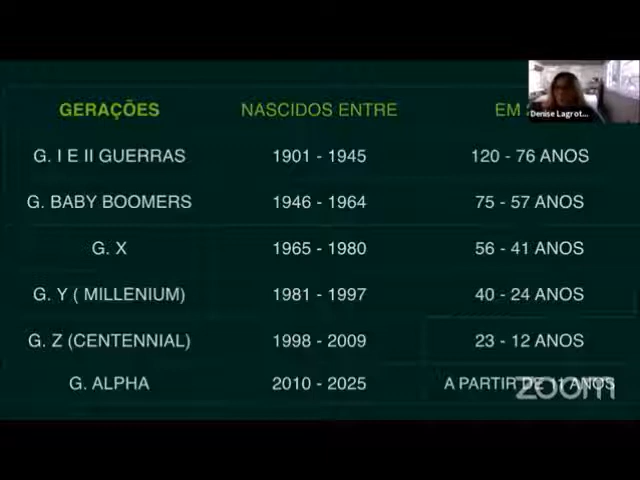 GERAÇÕES NASCIDOS ENTRE EM
Denise Lagrot...
G. I E II GUERRAS 1901 - 1945 120 - 76 ANOS
G. BABY BOOMERS 1946 - 1964 75 - 57 ANOS
G. X 1965 - 1980 56 - 41 ANOS
G. Y ( MILLENIUM) 1981 - 1997 40 - 24 ANOS
G. Z (CENTENNIAL) 1998 - 2009 23 - 12 ANOS
G. ALPHA 2010 - 2025 A PARTIR DE 11 ANOS
zoom